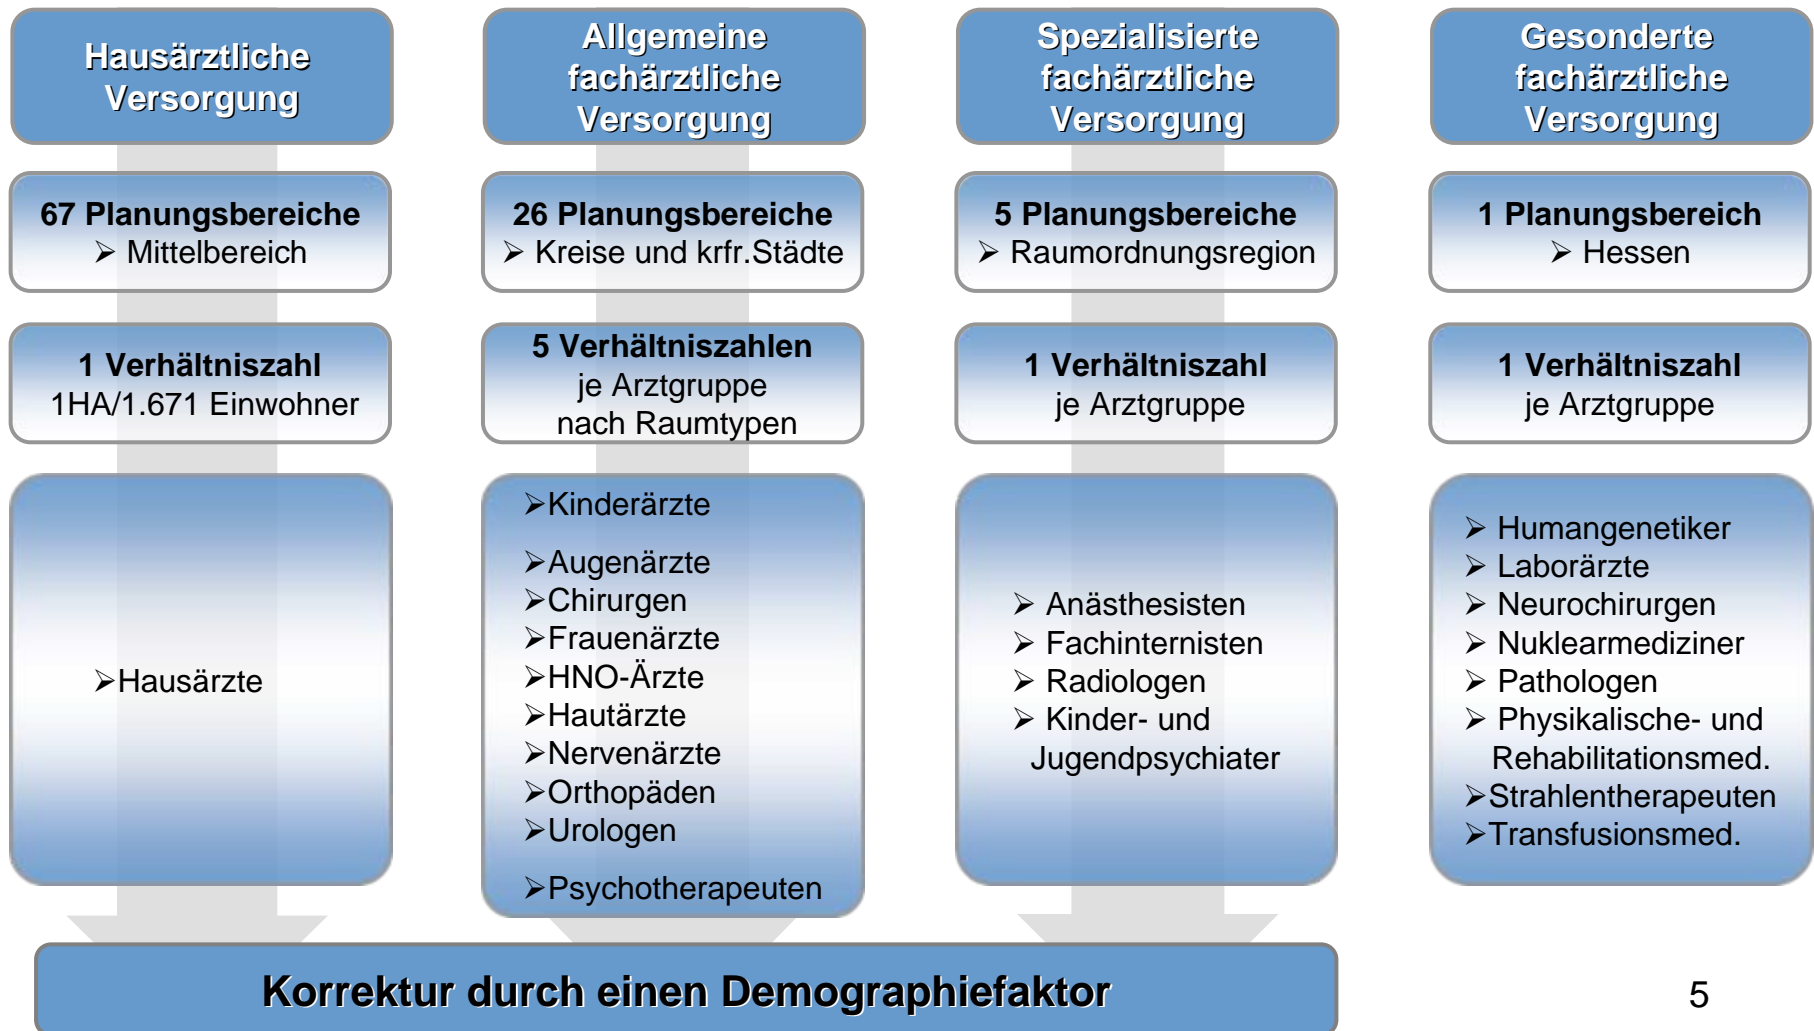 Hausärztliche
Versorgung
67 Planungsbereiche
➢ Mittelbereich
1 Verhältniszahl
1HA/1.671 Einwohner
➢Hausärzte
Allgemeine
fachärztliche
Versorgung
26 Planungsbereiche
➢ Kreise und krfr.Städte
5 Verhältniszahlen
je Arztgruppe
nach Raumtypen
➢Kinderärzte
➢Augenärzte
➢Chirurgen
➢Frauenärzte
➢HNO-Ärzte
➢Hautärzte
➢Nervenärzte
➢Orthopäden
➢Urologen
➢Psychotherapeuten
Spezialisierte
fachärztliche
Versorgung
5 Planungsbereiche
➢ Raumordnungsregion
1 Verhältniszahl
je Arztgruppe
➢ Anästhesisten
➢ Fachinternisten
➢ Radiologen
➢ Kinder- und
Jugendpsychiater
Gesonderte
fachärztliche
Versorgung
1 Planungsbereich
➢ Hessen
1 Verhältniszahl
je Arztgruppe
➢ Humangenetiker
➢ Laborärzte
➢ Neurochirurgen
➢ Nuklearmediziner
➢ Pathologen
➢ Physikalische- und
Rehabilitationsmed.
➢Strahlentherapeuten
➢Transfusionsmed.
Korrektur durch einen Demographiefaktor
5